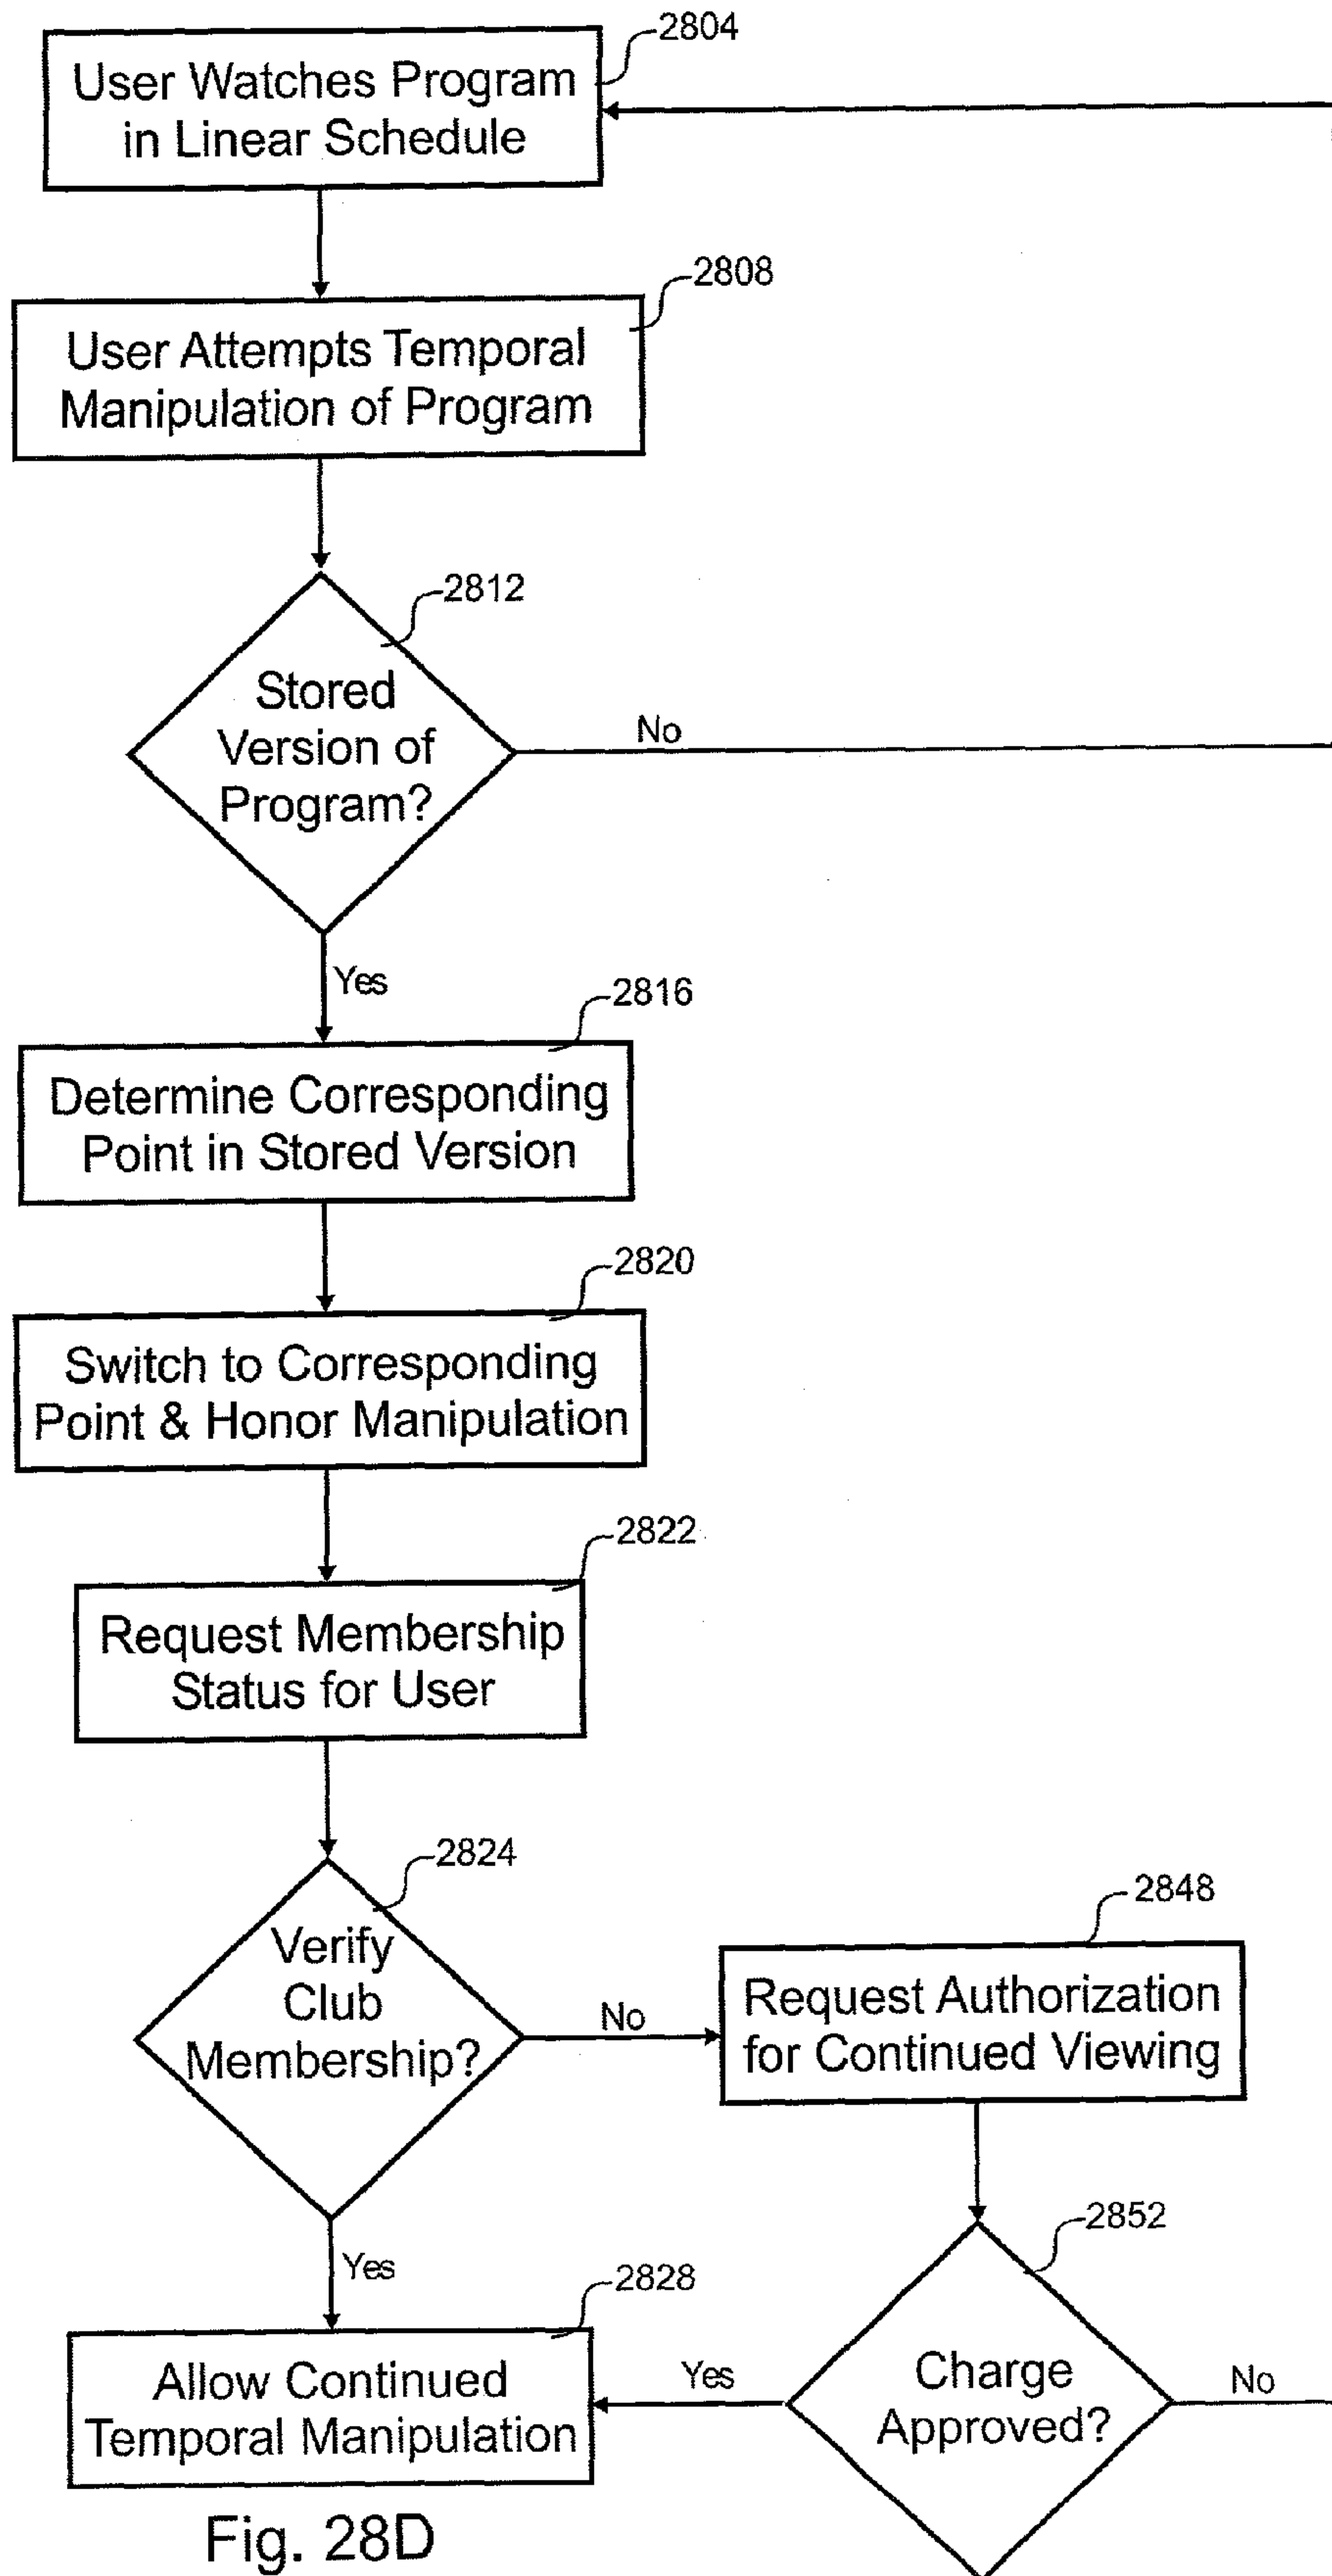 2804
User Watches Program
in Linear Schedule
2808
User Attempts Temporal
Manipulation of Program
2812
Stored
Version of
Program?
No
Yes
2816
Determine Corresponding
Point in Stored Version
2820
Switch to Corresponding
Point & Honor Manipulation
2822
Request Membership
Status for User
2824
Verify
Club
Membership?
No
2848
Request Authorization
for Continued Viewing
Yes
2852
2828
Charge
Approved?
Yes
No
Allow Continued
Temporal Manipulation
Fig. 28D